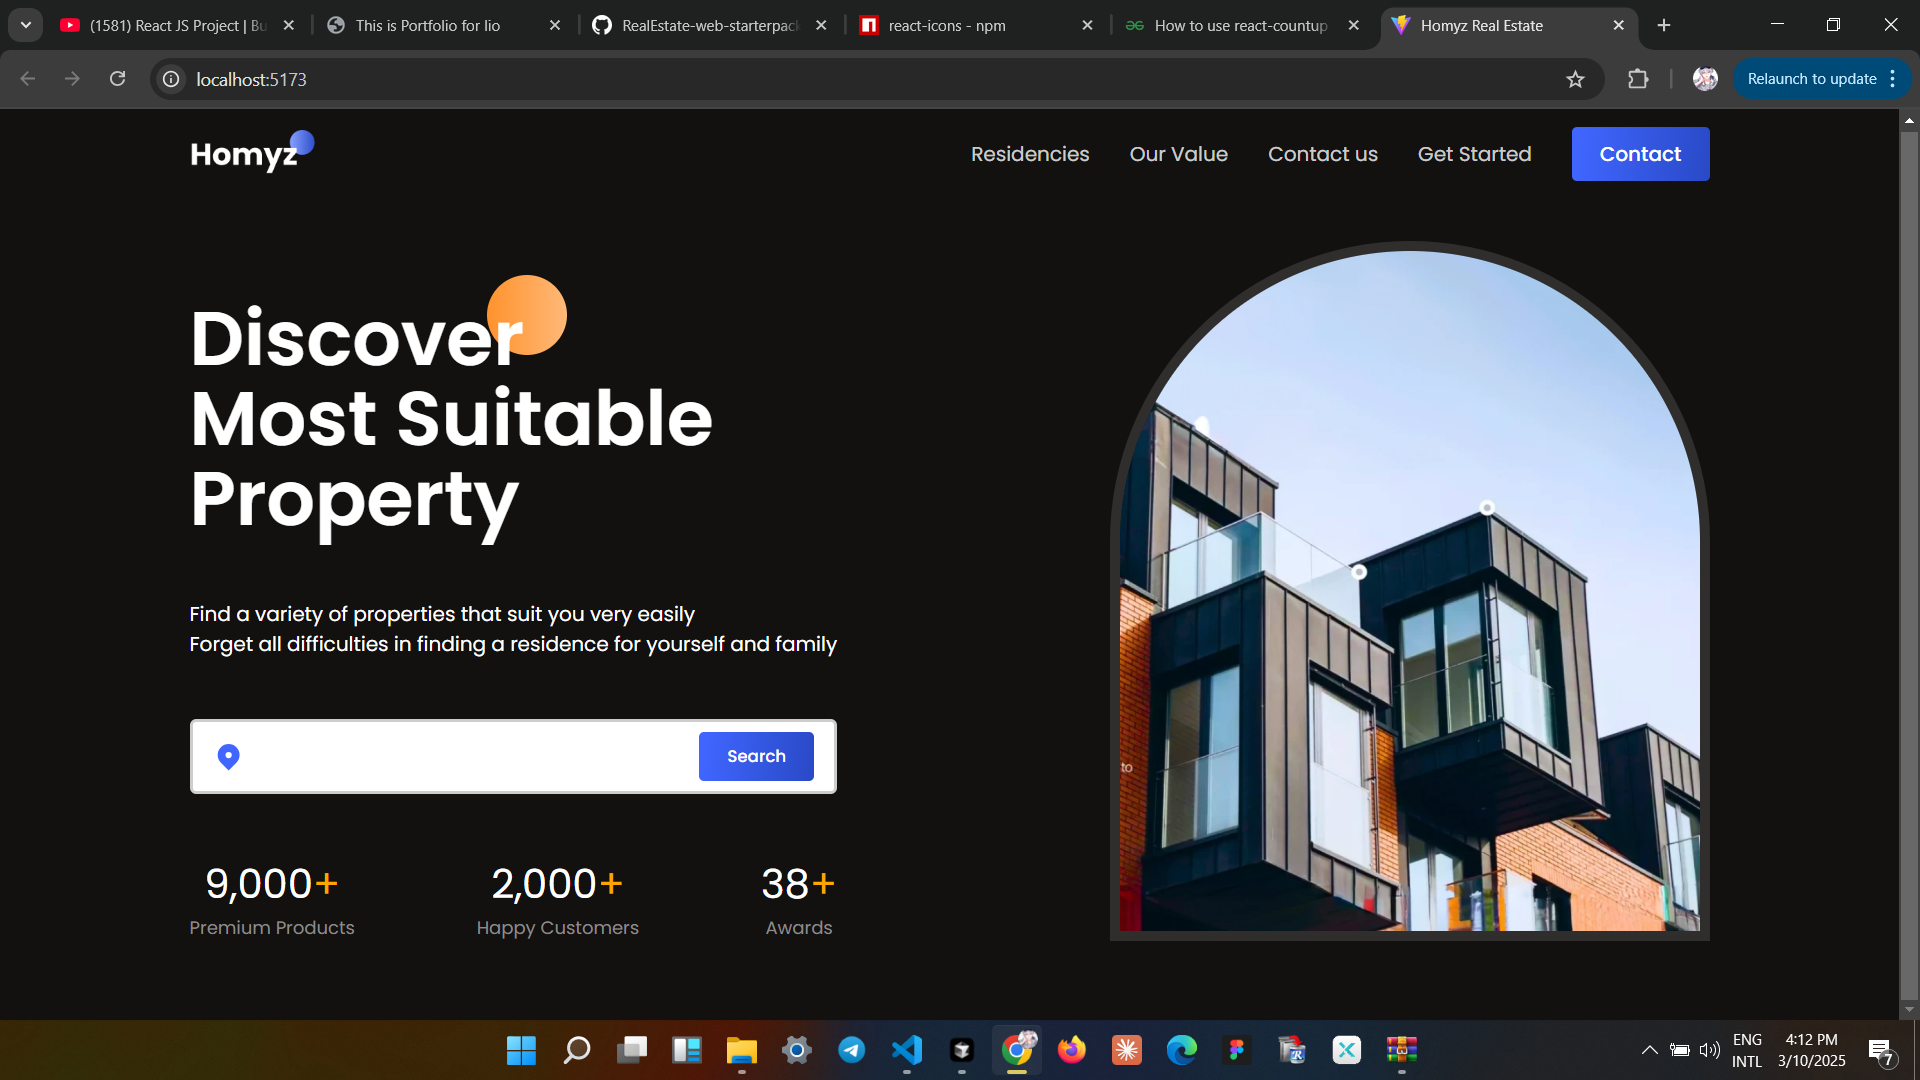 (1581) React JS Project | Bu
This is Portfolio for lio
RealEstate-web-starterpack
react-icons - npm
How to use react-countup
Homyz Real Estate
localhost:5173
Relaunch to update
Homyz
Residencies
Our Value
Contact us
Get Started
Contact
Discover
Most Suitable
Property
Find a variety of properties that suit you very easily
Forget all difficulties in finding a residence for yourself and family
Search
9,000+
2,000+
38+
Premium Products
Happy Customers
Awards
to
ENG
INTL
4:12 PM
3/10/2025
7